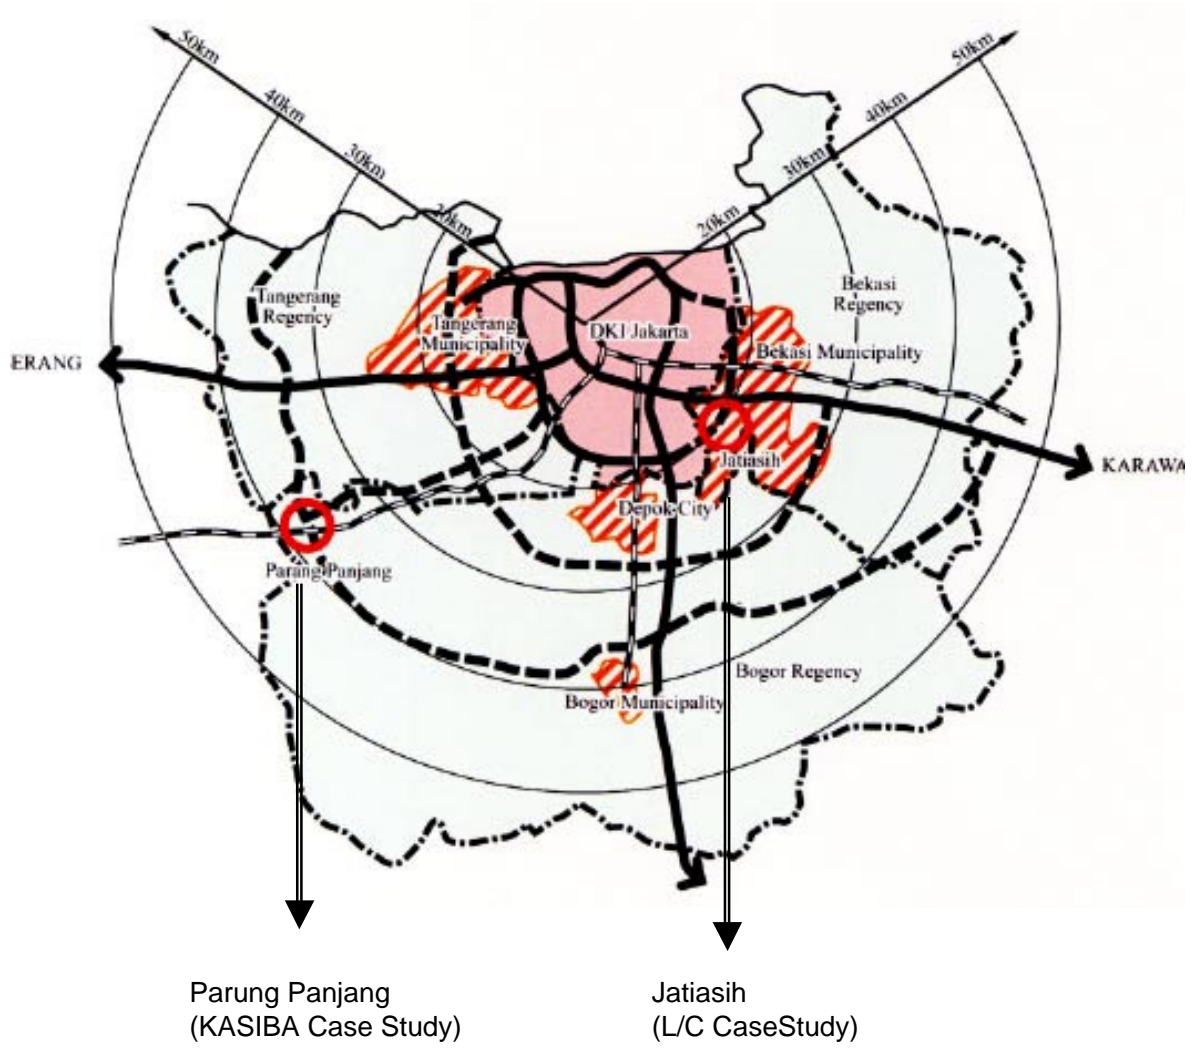 50km
50km
40km
40km
30km
30km
20km
20km
Tangerang
Regency
Bekasi
Regency
Tangerang
Municipality
DKI Jakarta
Bekasi Municipality
ERANG
KARAWA
Jatiasih
Depok City
Parang Panjang
Bogor Regency
Bogor Municipality
Parung Panjang
(KASIBA Case Study)
Jatiasih
(L/C CaseStudy)